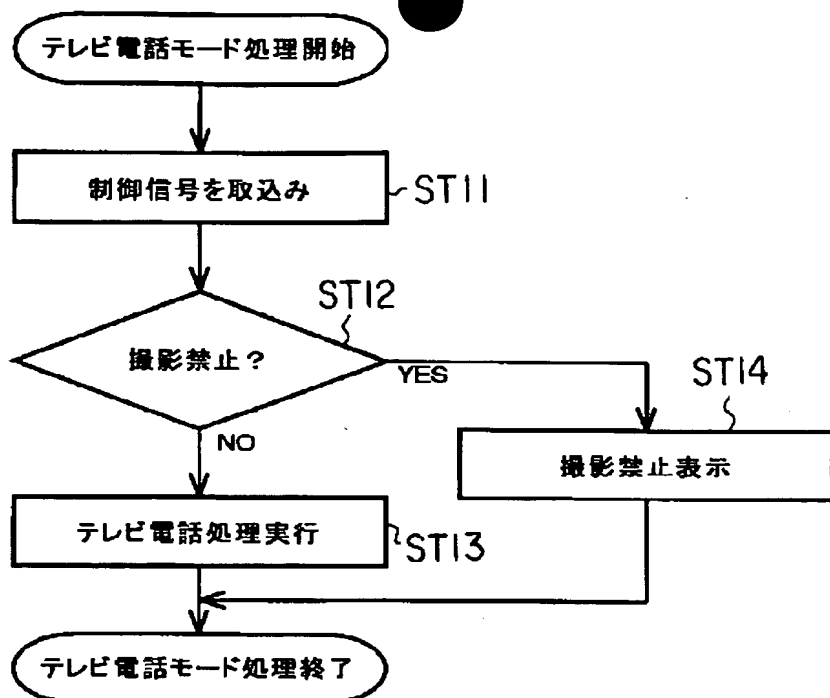 テレビ電話モード処理開始
制御信号を取込み
ST11
ST12
撮影禁止?
YES
ST14
NO
撮影禁止表示
テレビ電話処理実行
ST13
テレビ電話モード処理終了